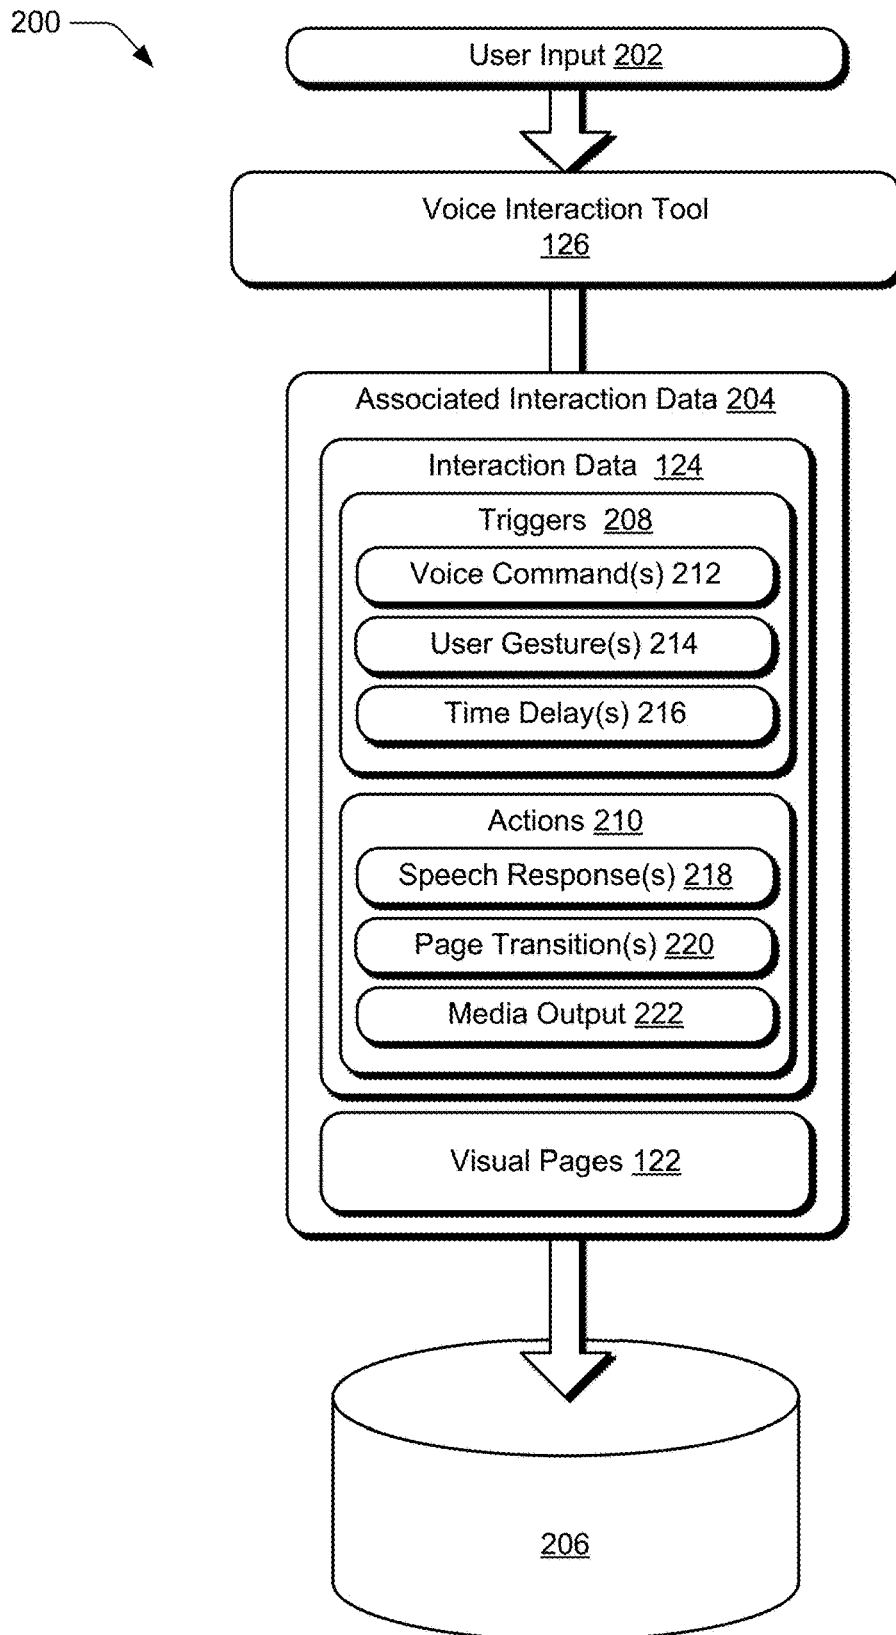 200
User Input 202
Voice Interaction Tool
126
Associated Interaction Data 204
Interaction Data 124
Triggers 208
Voice Command(s) 212
User Gesture(s) 214
Time Delay(s) 216
Actions 210
Speech Response(s) 218
Page Transition(s) 220
Media Output 222
Visual Pages 122
206